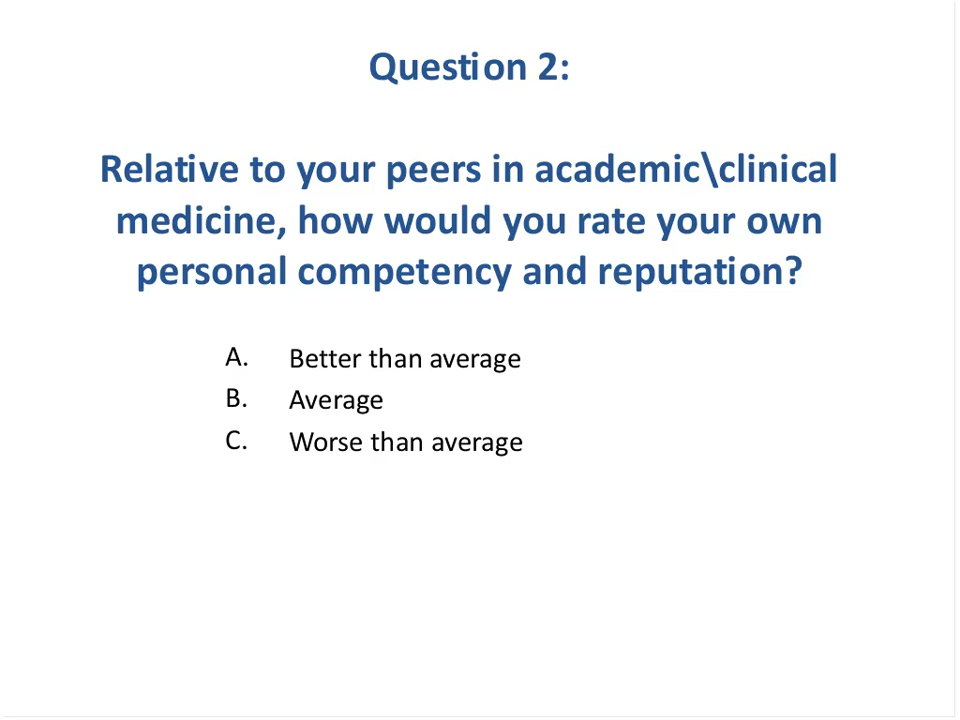 Question 2:
Relative to your peers in academic\clinical
medicine, how would you rate your own
personal competency and reputation?
A. Better than average
B. Average
C. Worse than average